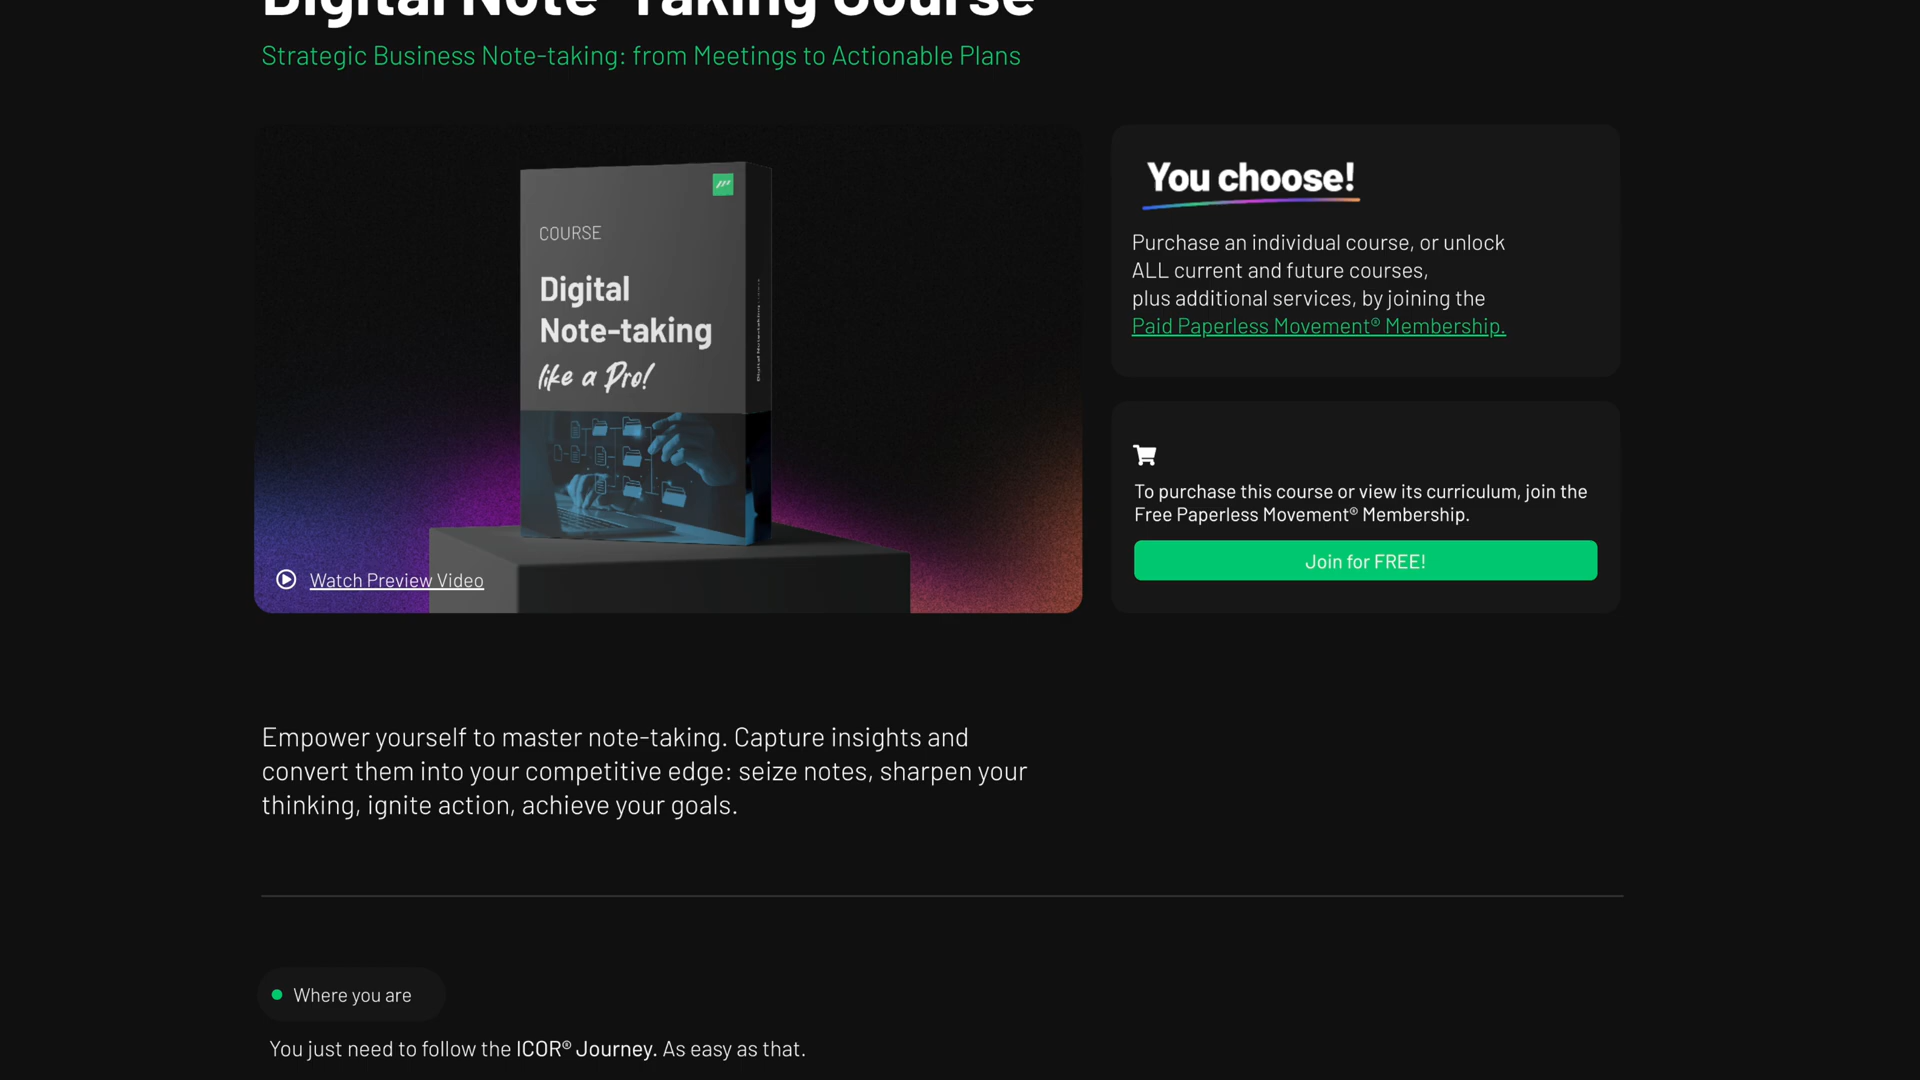 Digital Note-Taking Course
Strategic Business Note-taking: from Meetings to Actionable Plans
COURSE
Digital
Note-taking
like a Pro!
Watch Preview Video
You choose!
Purchase an individual course, or unlock
ALL current and future courses,
plus additional services, by joining the
Paid Paperless Movement® Membership.
To purchase this course or view its curriculum, join the
Free Paperless Movement® Membership.
Join for FREE!
Empower yourself to master note-taking. Capture insights and
convert them into your competitive edge: seize notes, sharpen your
thinking, ignite action, achieve your goals.
Where you are
You just need to follow the ICOR® Journey. As easy as that.